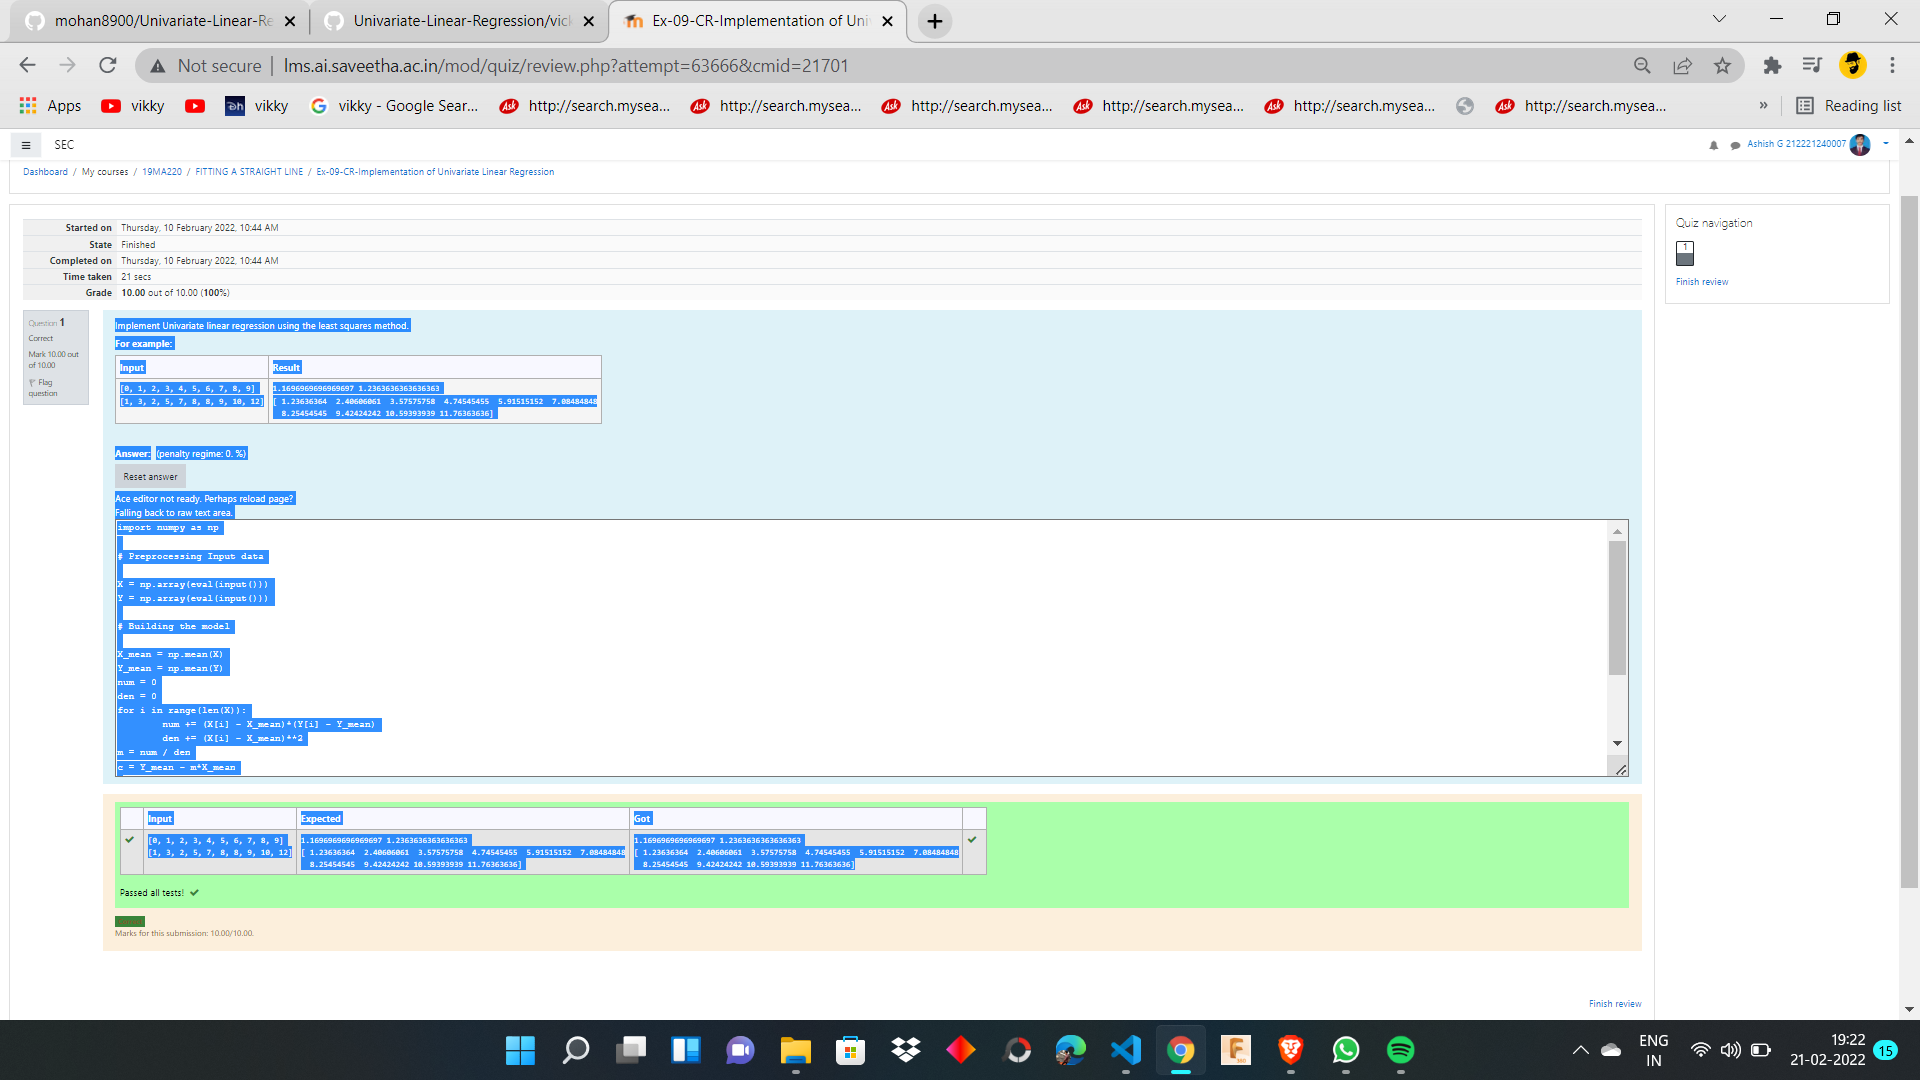 mohan8900/Univariate-Linear-Re
Univariate-Linear-Regression/vick
Ex-09-CR-Implementation of Uni
Not secure | lms.ai.saveetha.ac.in/mod/quiz/review.php?attempt=63666&cmid=21701
Apps vikky vikky vikky - Google Sear... http://search.mysea... http://search.mysea... http://search.mysea... http://search.mysea... http://search.mysea... http://search.mysea... » Reading list
SEC
Ashish G 212221240007
Dashboard / My courses / 19MA220 / FITTING A STRAIGHT LINE / Ex-09-CR-Implementation of Univariate Linear Regression
Started on Thursday, 10 February 2022, 10:44 AM
State Finished
Completed on Thursday, 10 February 2022, 10:44 AM
Time taken 21 secs
Grade 10.00 out of 10.00 (100%)
Quiz navigation
1
Finish review
Question 1
Correct
Mark 10.00 out
of 10.00
Flag
question
Implement Univariate linear regression using the least squares method.
For example:
Input Result
[0, 1, 2, 3, 4, 5, 6, 7, 8, 9] 1.1696969696969697 1.2363636363636363
[1, 3, 2, 5, 7, 8, 8, 9, 10, 12] [ 1.23636364 2.40606061 3.57575758 4.74545455 5.91515152 7.08484848
8.25454545 9.42424242 10.59393939 11.76363636]
Answer: (penalty regime: 0. %)
Reset answer
Ace editor not ready. Perhaps reload page?
Falling back to raw text area.
import numpy as np
# Preprocessing Input data
X = np.array(eval(input()))
Y = np.array(eval(input()))
# Building the model
X_mean = np.mean(X)
Y_mean = np.mean(Y)
num = 0
den = 0
for i in range(len(X)):
num += (X[i] - X_mean)*(Y[i] - Y_mean)
den += (X[i] - X_mean)**2
m = num / den
c = Y_mean - m*X_mean
Input Expected Got
[0, 1, 2, 3, 4, 5, 6, 7, 8, 9] 1.1696969696969697 1.2363636363636363 1.1696969696969697 1.2363636363636363
[1, 3, 2, 5, 7, 8, 8, 9, 10, 12] [ 1.23636364 2.40606061 3.57575758 4.74545455 5.91515152 7.08484848 [ 1.23636364 2.40606061 3.57575758 4.74545455 5.91515152 7.08484848
8.25454545 9.42424242 10.59393939 11.76363636] 8.25454545 9.42424242 10.59393939 11.76363636]
Passed all tests!
Marks for this submission: 10.00/10.00.
Finish review
ENG
IN
19:22
21-02-2022
15